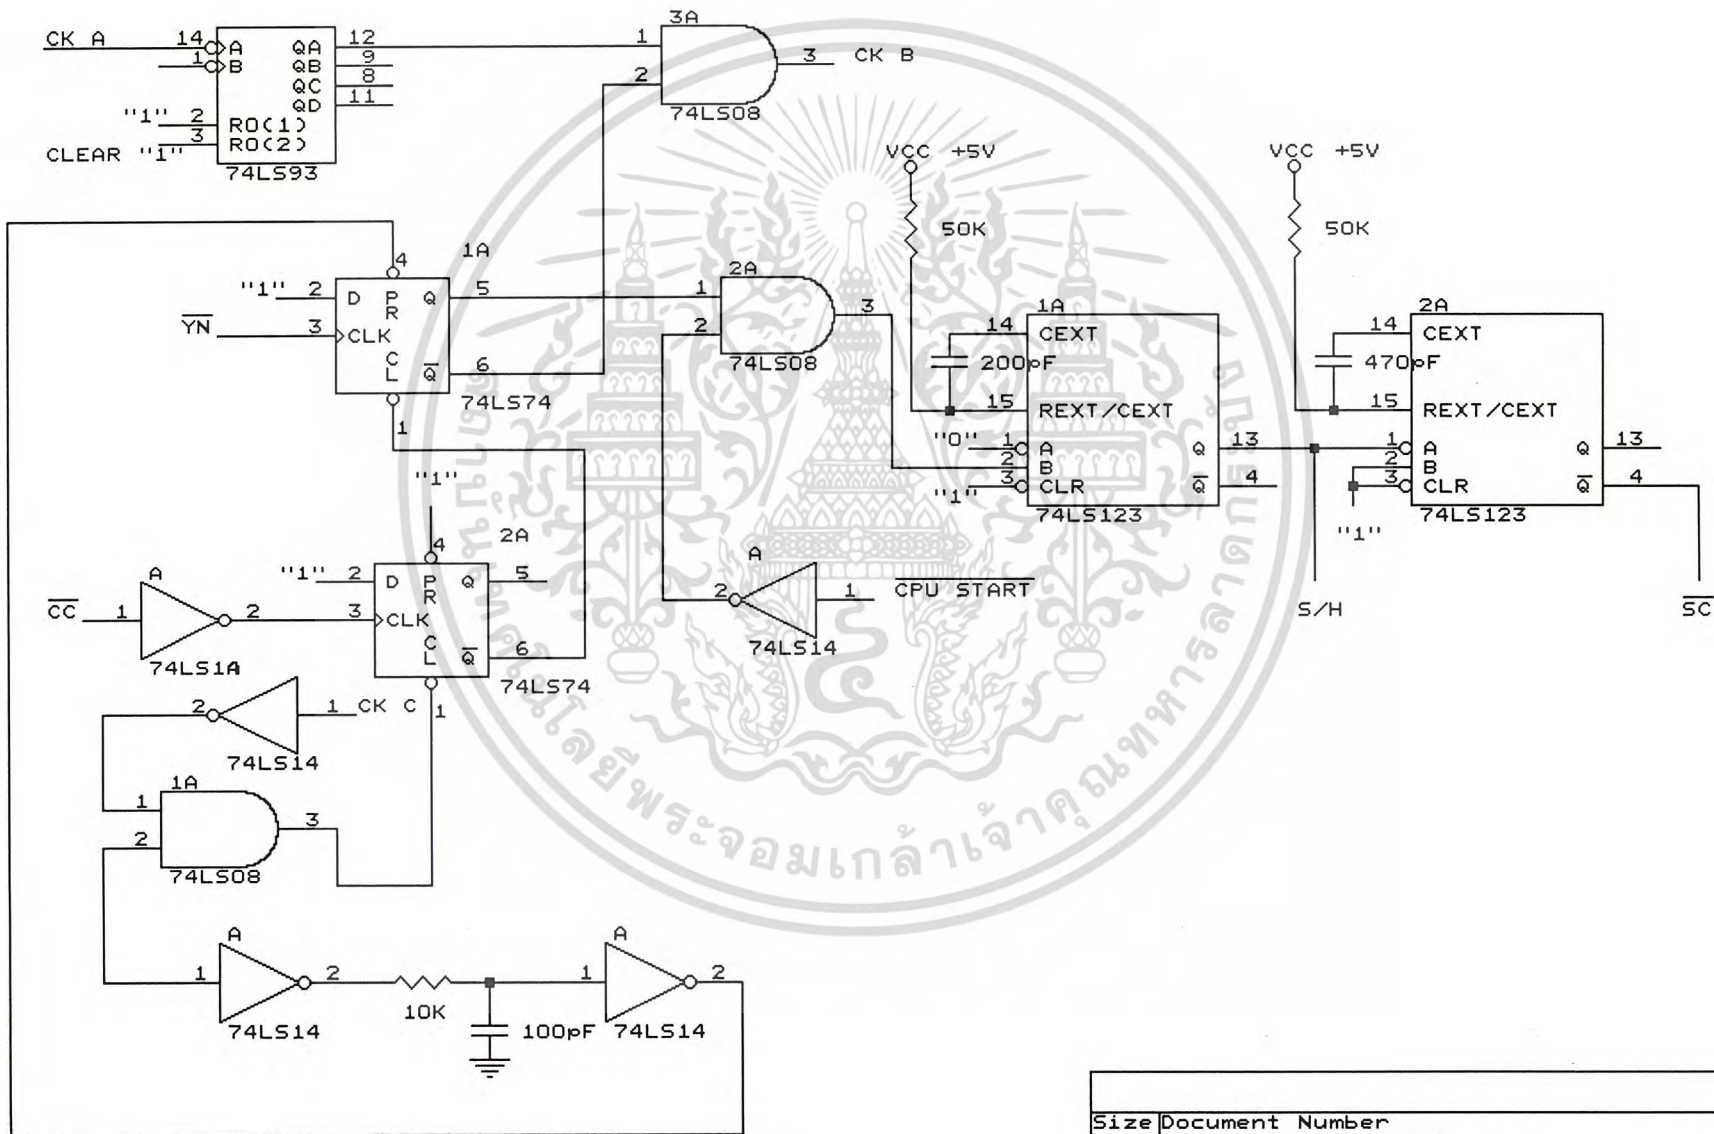 CK A
14
A
1
B
QA
12
QB
9
QC
8
QD
11
"1"
2
RO(1)
CLEAR "1"
3
RO(2)
74LS93
3A
1
2
3
CK B
74LS08
1A
4
"1"
2
D
PR
Q
5
YN
3
CLK
CL
Q
6
74LS74
1
2A
1
2
3
74LS08
VCC +5V
50K
1A
14
CEXT
200pF
15
REXT/CEXT
"0"
1
A
2
B
"1"
3
CLR
Q
13
Q
4
74LS123
VCC +5V
50K
2A
14
CEXT
470pF
15
REXT/CEXT
1
A
2
B
3
CLR
"1"
Q
13
Q
4
74LS123
S/H
SC
"1"
4
2A
"1"
2
D
PR
Q
5
CC
1
A
2
3
CLK
CL
Q
6
74LS1A
74LS74
1
A
2
1
CPU START
74LS14
2
1
CK C
74LS14
1A
1
2
3
74LS08
A
1
2
74LS14
10K
100pF
A
1
2
74LS14
Size
Document Number